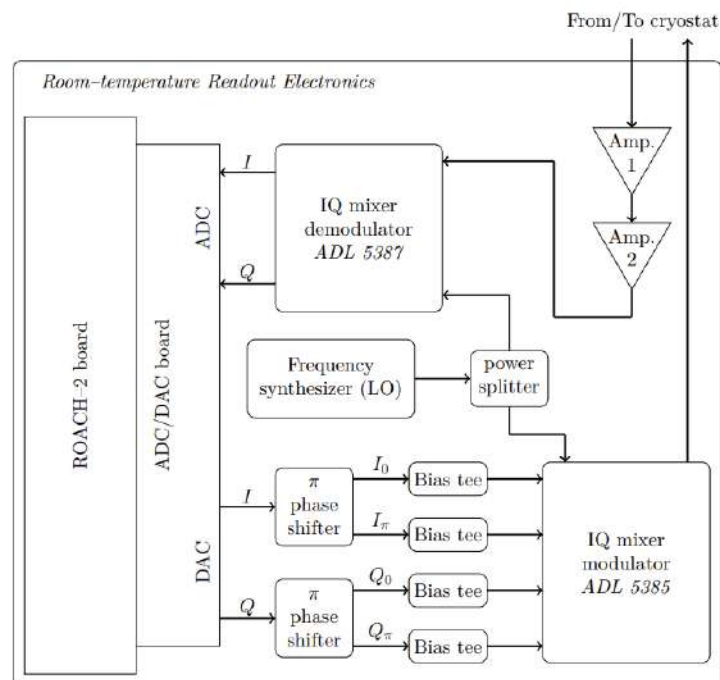 From/To cryostat
Room–temperature Readout Electronics
Amp.
1
Amp.
2
I
IQ mixer
demodulator
ADL 5387
ADC
Q
ROACH–2 board
ADC/DAC board
Frequency
synthesizer (LO)
power
splitter
DAC
I
π
phase
shifter
I₀
Bias tee
I_π
Bias tee
Q
π
phase
shifter
Q₀
Bias tee
Q_π
Bias tee
IQ mixer
modulator
ADL 5385